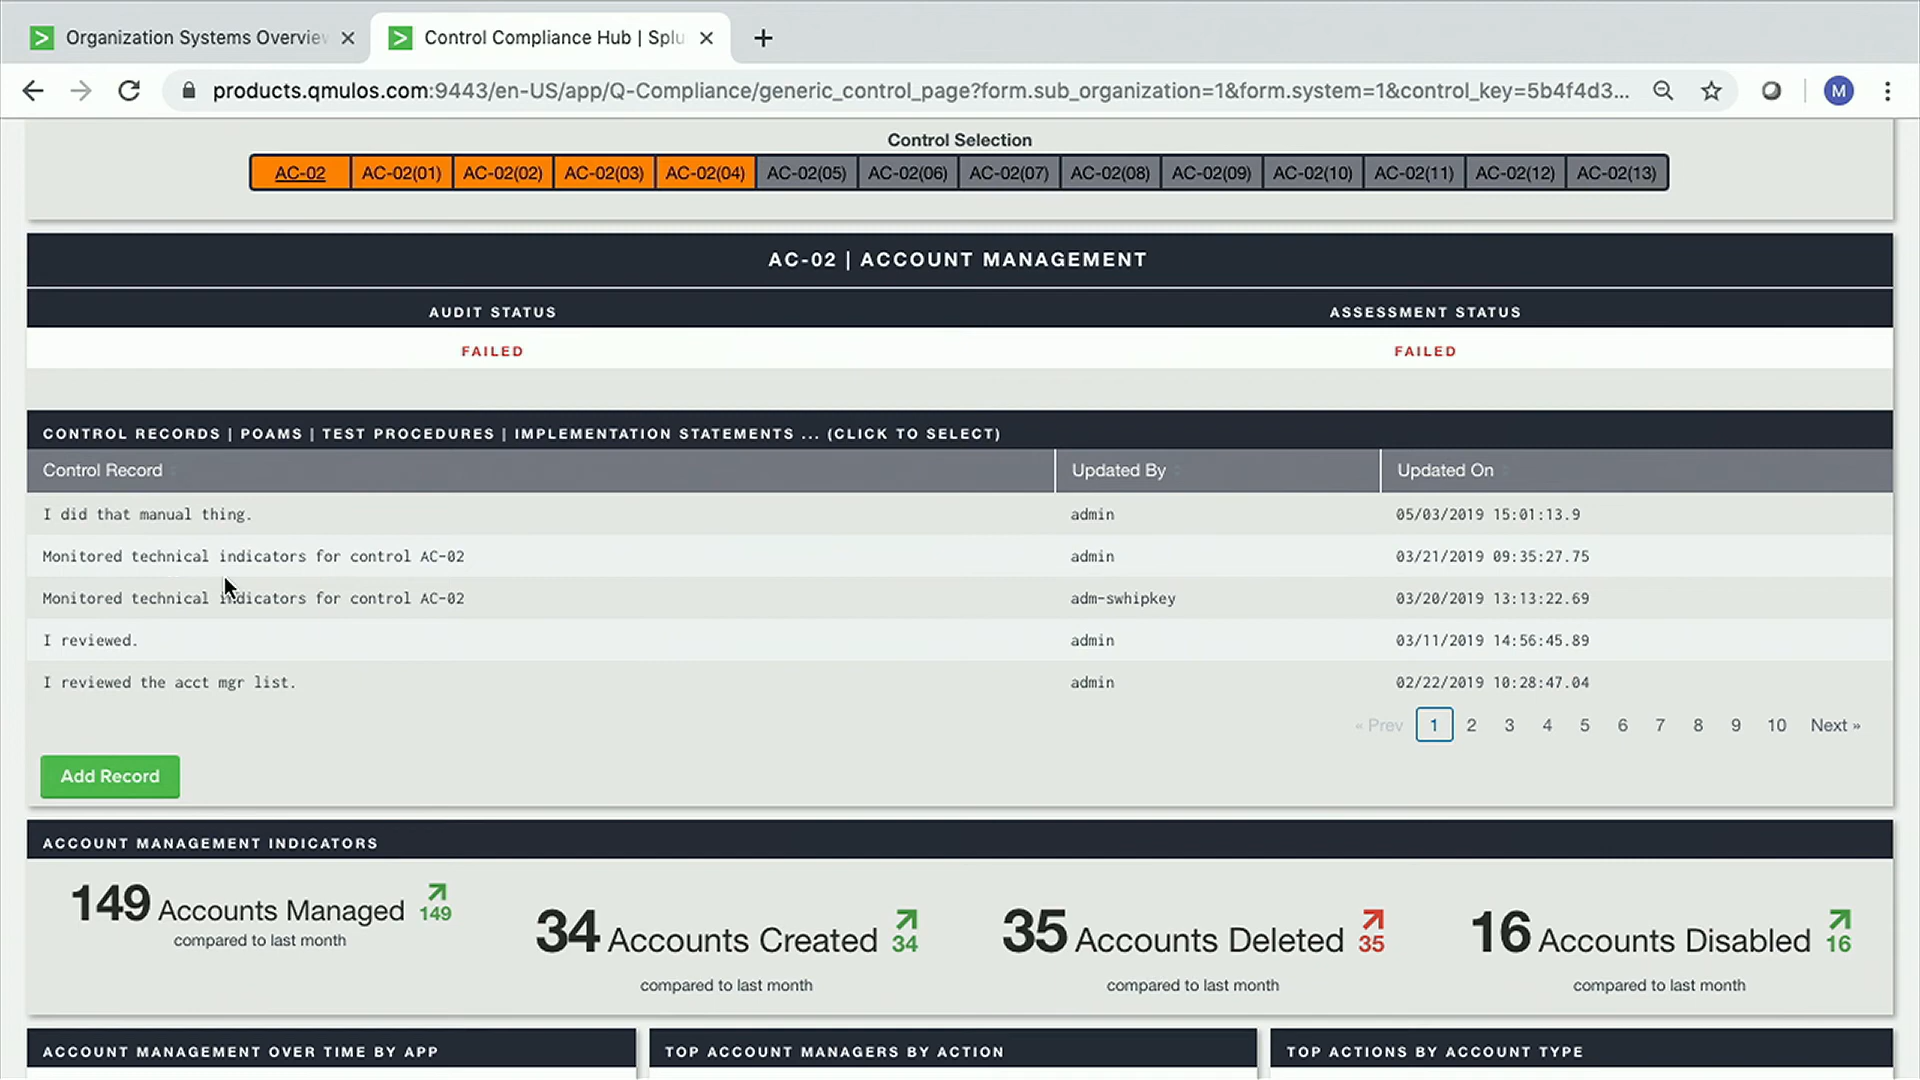 Organization Systems Overview
Control Compliance Hub | Splu
products.qmulos.com:9443/en-US/app/Q-Compliance/generic_control_page?form.sub_organization=1&form.system=1&control_key=5b4f4d3...
M
Control Selection
AC-02 AC-02(01) AC-02(02) AC-02(03) AC-02(04) AC-02(05) AC-02(06) AC-02(07) AC-02(08) AC-02(09) AC-02(10) AC-02(11) AC-02(12) AC-02(13)
AC-02 | ACCOUNT MANAGEMENT
AUDIT STATUS ASSESSMENT STATUS
FAILED FAILED
CONTROL RECORDS | POAMS | TEST PROCEDURES | IMPLEMENTATION STATEMENTS ... (CLICK TO SELECT)
Control Record Updated By Updated On
I did that manual thing. admin 05/03/2019 15:01:13.9
Monitored technical indicators for control AC-02 admin 03/21/2019 09:35:27.75
Monitored technical indicators for control AC-02 adm-swhipkey 03/20/2019 13:13:22.69
I reviewed. admin 03/11/2019 14:56:45.89
I reviewed the acct mgr list. admin 02/22/2019 10:28:47.04
« Prev 1 2 3 4 5 6 7 8 9 10 Next »
Add Record
ACCOUNT MANAGEMENT INDICATORS
149 Accounts Managed 149
compared to last month
34 Accounts Created 34
compared to last month
35 Accounts Deleted 35
compared to last month
16 Accounts Disabled 16
compared to last month
ACCOUNT MANAGEMENT OVER TIME BY APP
TOP ACCOUNT MANAGERS BY ACTION
TOP ACTIONS BY ACCOUNT TYPE